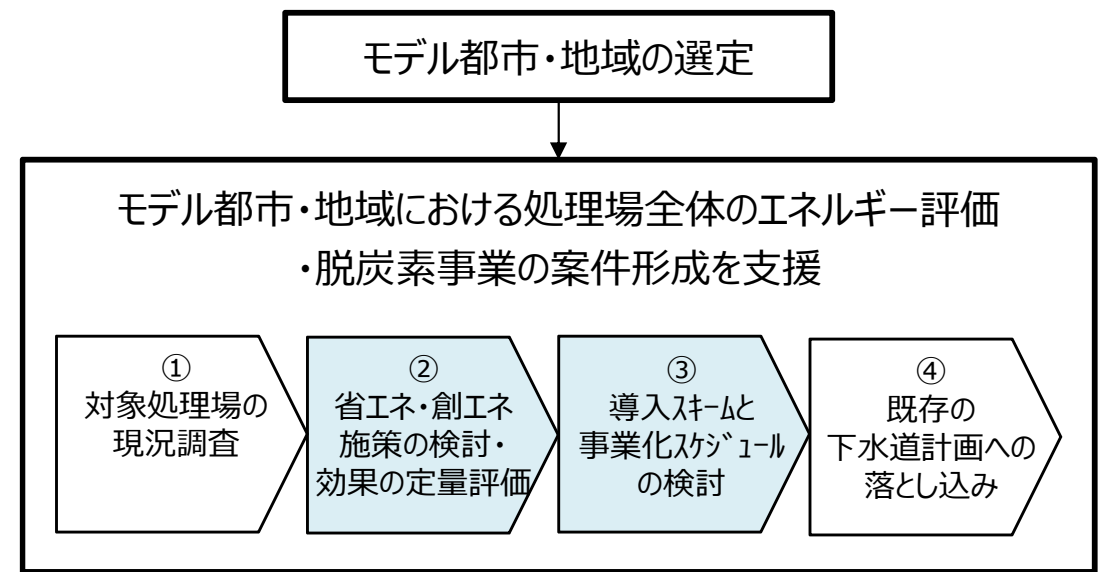 モデル都市・地域の選定
モデル都市・地域における処理場全体のエネルギー評価
・脱炭素事業の案件形成を支援
①
対象処理場の
現況調査
②
省エネ・創エネ
施策の検討・
効果の定量評価
③
導入ｽｷｰﾑと
事業化ｽｹｼﾞｭｰﾙ
の検討
④
既存の
下水道計画への
落とし込み